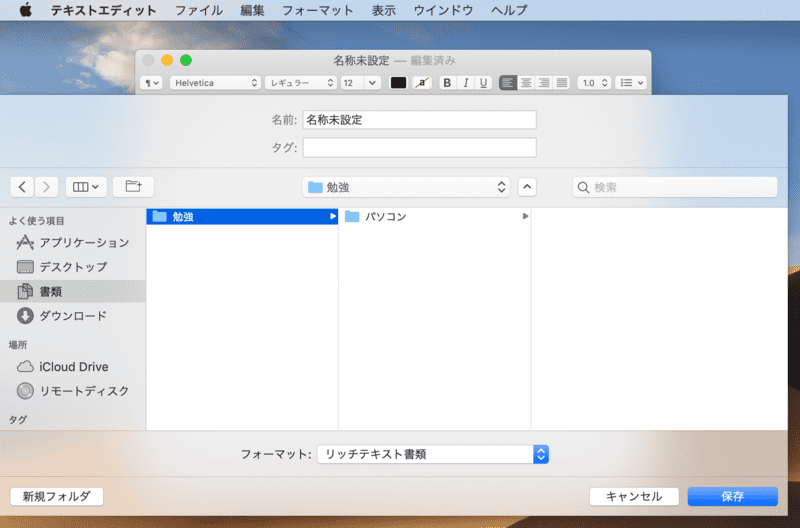 テキストエディット ファイル 編集 フォーマット 表示 ウインドウ ヘルプ
名称未設定 — 編集済み
¶ Helvetica レギュラー 12 a B I U 1.0
名前: 名称未設定
タグ:
勉強 検索
よく使う項目
アプリケーション
デスクトップ
書類
ダウンロード
場所
iCloud Drive
リモートディスク
タグ
勉強 パソコン
フォーマット: リッチテキスト書類
新規フォルダ キャンセル 保存